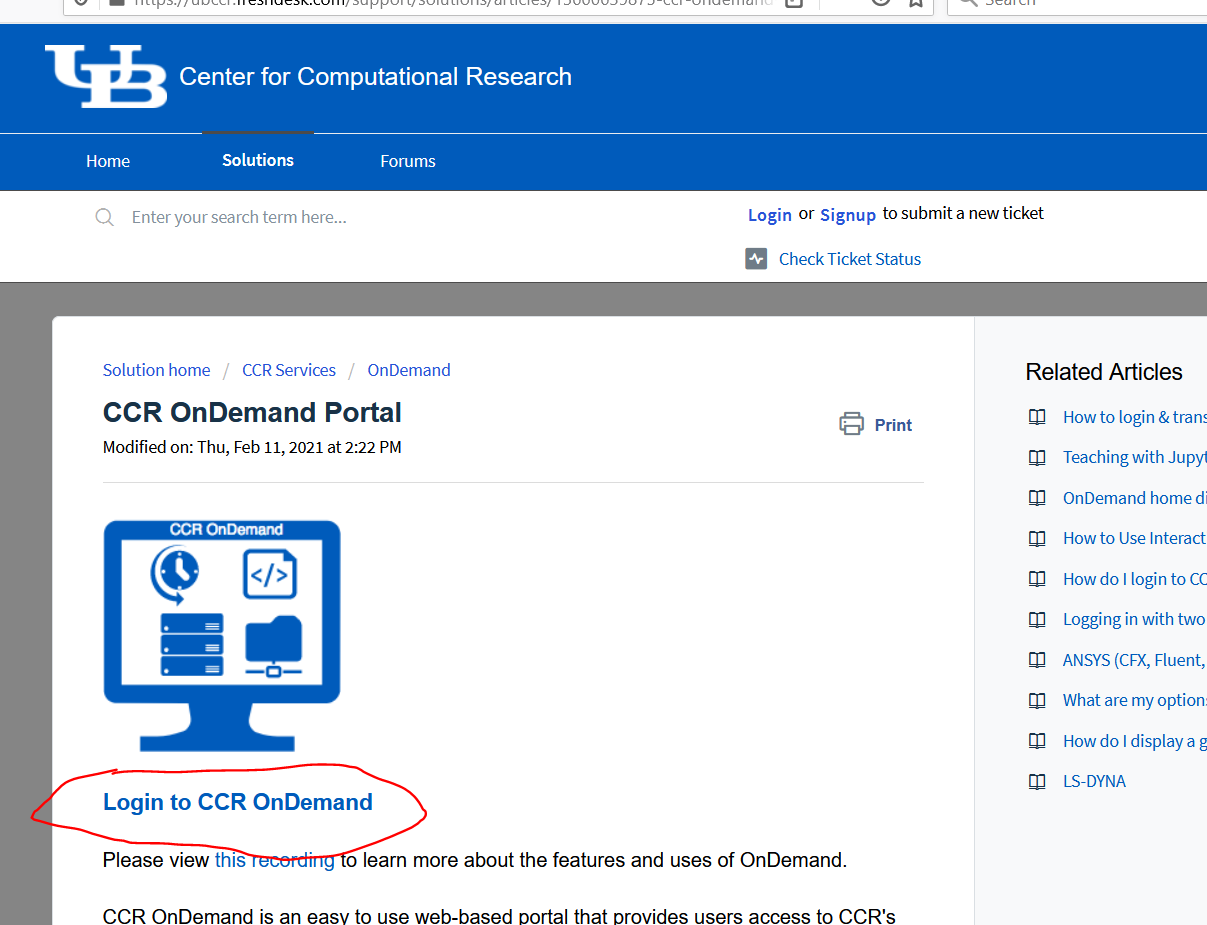 https://ubccr.freshdesk.com/support/solutions/articles/13000059875-ccr-ondemand
Search
UB Center for Computational Research
Home Solutions Forums
Enter your search term here...
Login or Signup to submit a new ticket
Check Ticket Status
Solution home / CCR Services / OnDemand
CCR OnDemand Portal
Print
Modified on: Thu, Feb 11, 2021 at 2:22 PM
CCR OnDemand
</>
Login to CCR OnDemand
Please view this recording to learn more about the features and uses of OnDemand.
CCR OnDemand is an easy to use web-based portal that provides users access to CCR's
Related Articles
How to login & trans
Teaching with Jupyt
OnDemand home di
How to Use Interact
How do I login to CC
Logging in with two
ANSYS (CFX, Fluent,
What are my option
How do I display a g
LS-DYNA